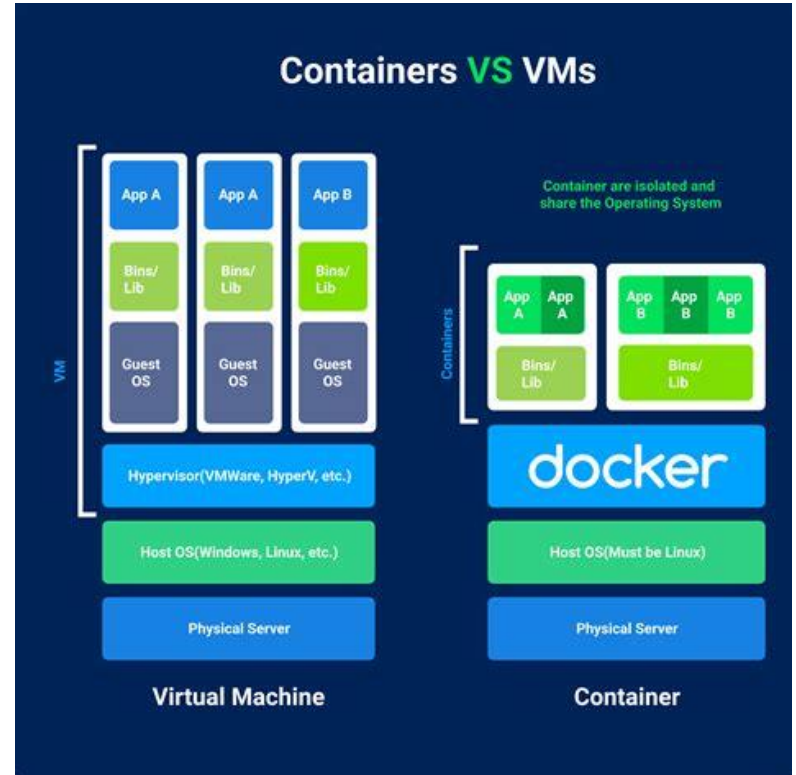 Containers VS VMs
VM
App A
App A
App B
Bins/
Lib
Bins/
Lib
Bins/
Lib
Guest
OS
Guest
OS
Guest
OS
Hypervisor(VMWare, HyperV, etc.)
Host OS(Windows, Linux, etc.)
Physical Server
Virtual Machine
Container are isolated and
share the Operating System
Containers
App
A
App
A
App
B
App
B
App
B
Bins/
Lib
Bins/
Lib
docker
Host OS(Must be Linux)
Physical Server
Container